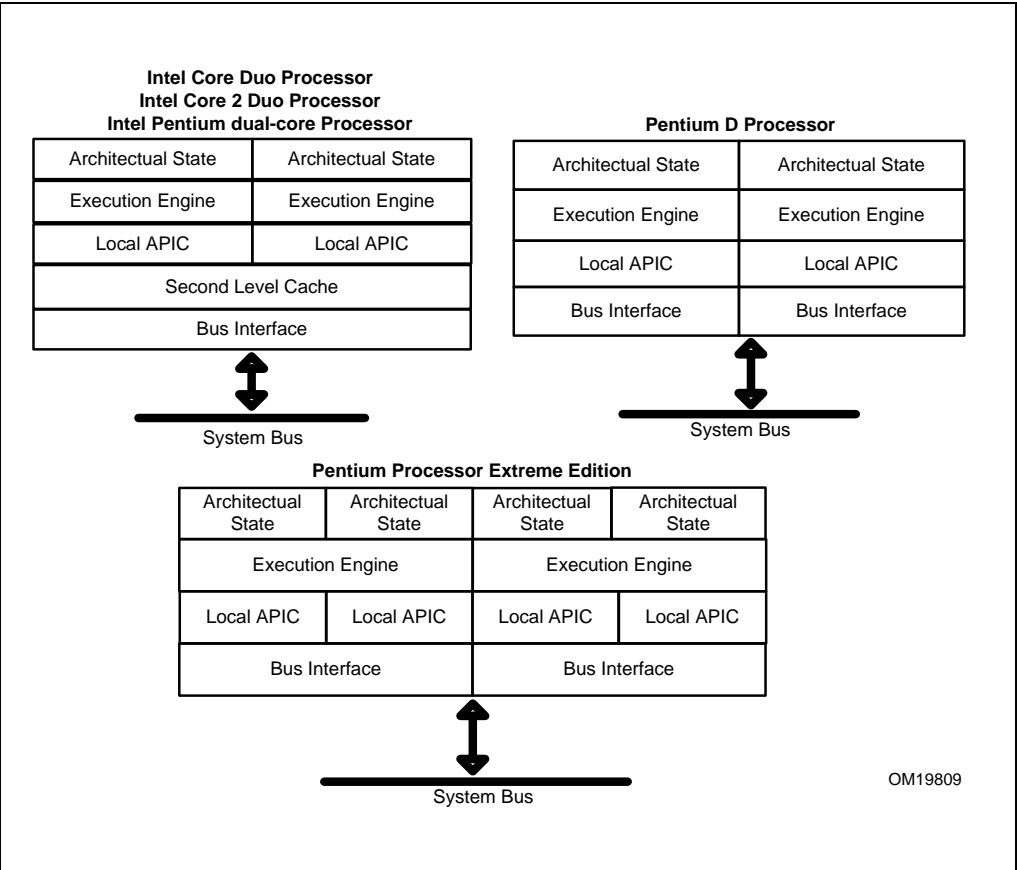 Intel Core Duo Processor
Intel Core 2 Duo Processor
Intel Pentium dual-core Processor
Architectual State
Architectual State
Execution Engine
Execution Engine
Local APIC
Local APIC
Second Level Cache
Bus Interface
System Bus
Pentium D Processor
Architectual State
Architectual State
Execution Engine
Execution Engine
Local APIC
Local APIC
Bus Interface
Bus Interface
System Bus
Pentium Processor Extreme Edition
Architectual
State
Architectual
State
Architectual
State
Architectual
State
Execution Engine
Execution Engine
Local APIC
Local APIC
Local APIC
Local APIC
Bus Interface
Bus Interface
System Bus
OM19809